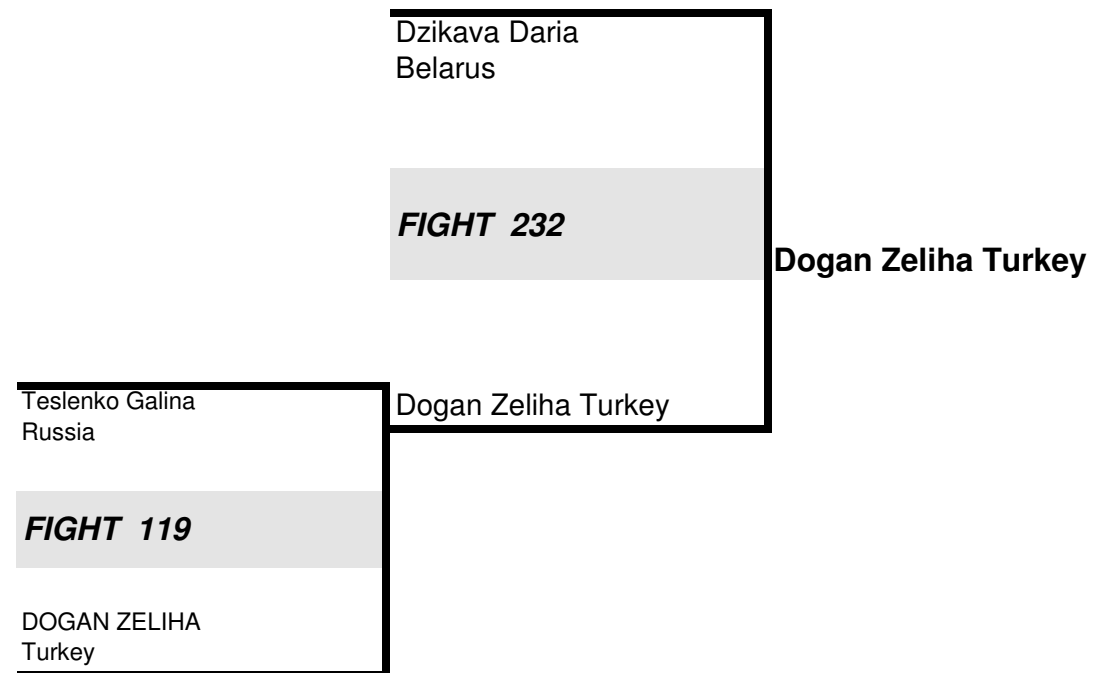 Dzikava Daria
Belarus
FIGHT 232
Dogan Zeliha Turkey
Teslenko Galina
Russia
Dogan Zeliha Turkey
FIGHT 119
DOGAN ZELIHA
Turkey